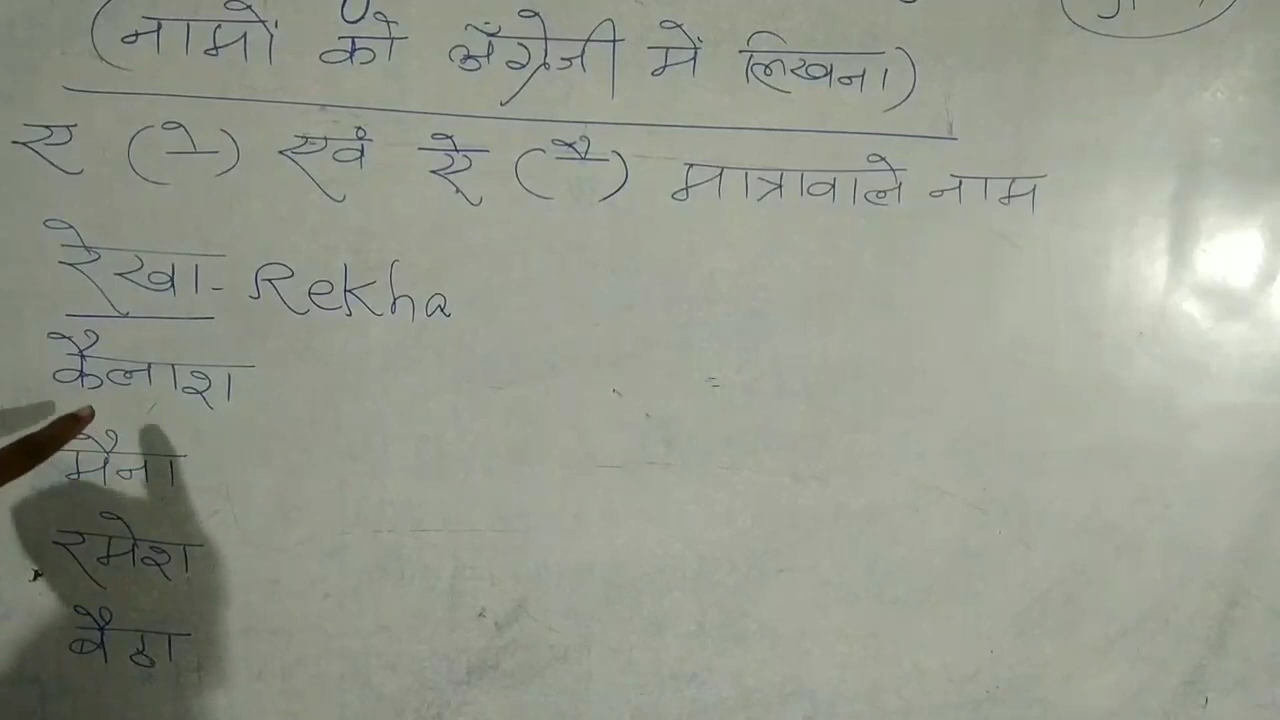 (नामों को अँग्रेजी में लिखना)
ए ( े ) एवं ऐ ( ै ) मात्रावाले नाम
रेखा - Rekha
कैलाश
मैना
रमेश